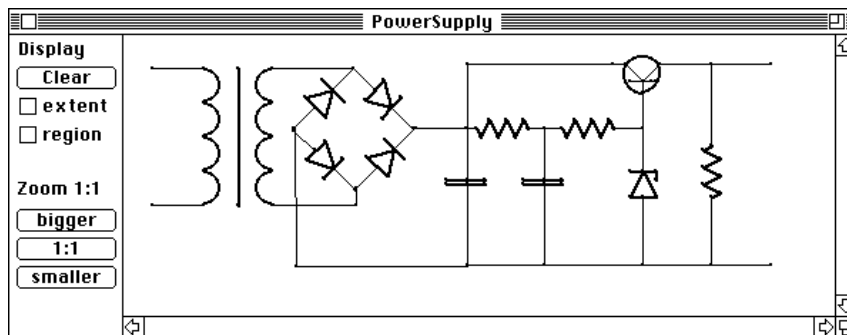 PowerSupply
Display
Clear
extent
region
Zoom 1:1
bigger
1:1
smaller